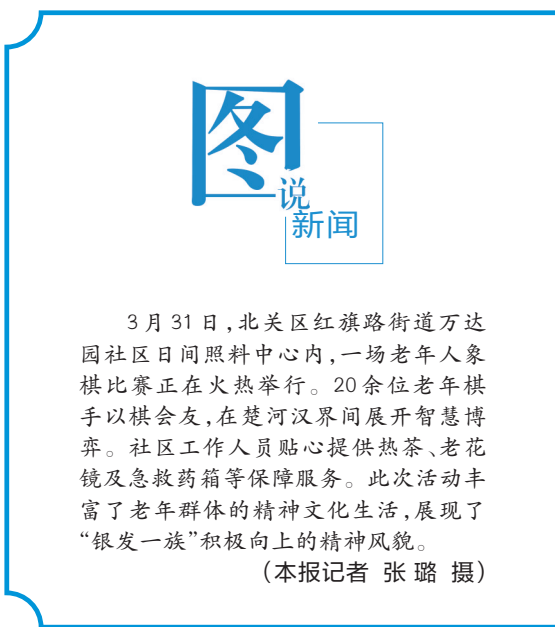 图
说
新闻
3月31日,北关区红旗路街道万达
园社区日间照料中心内,一场老年人象
棋比赛正在火热举行。20余位老年棋
手以棋会友,在楚河汉界间展开智慧博
弈。社区工作人员贴心提供热茶、老花
镜及急救药箱等保障服务。此次活动丰
富了老年群体的精神文化生活,展现了
“银发一族”积极向上的精神风貌。
(本报记者 张 璐 摄)